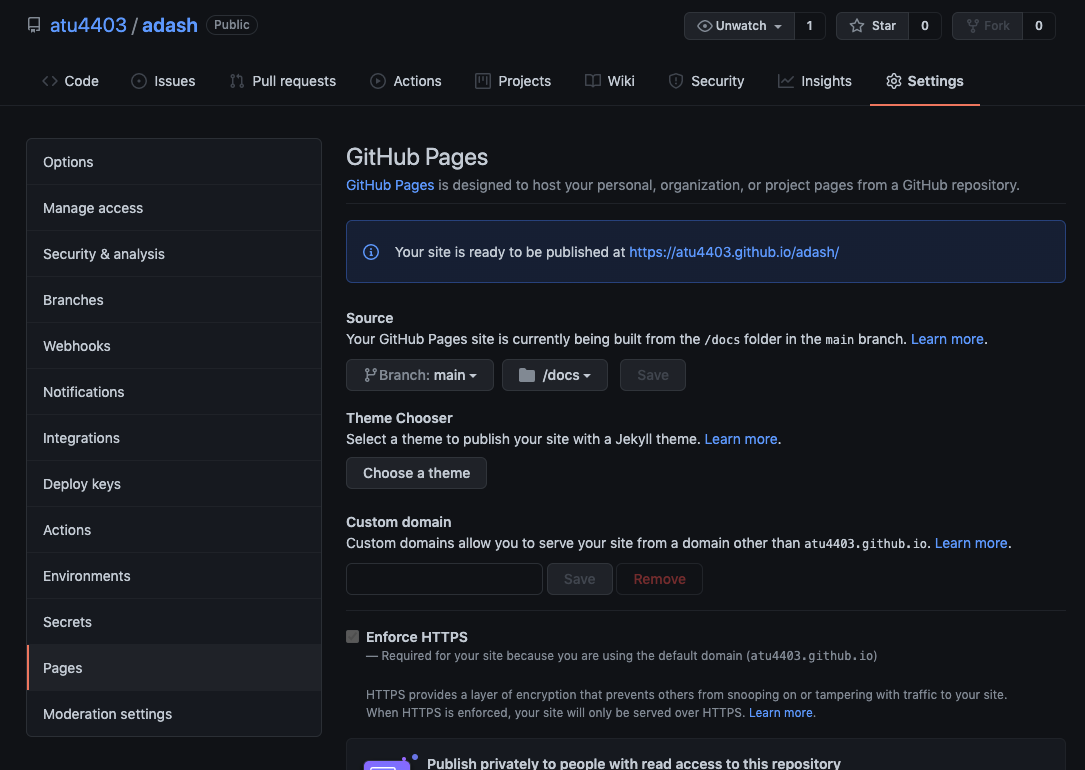 atu4403 / adash Public
Unwatch 1 Star 0 Fork 0
Code Issues Pull requests Actions Projects Wiki Security Insights Settings
Options
Manage access
Security & analysis
Branches
Webhooks
Notifications
Integrations
Deploy keys
Actions
Environments
Secrets
Pages
Moderation settings
GitHub Pages
GitHub Pages is designed to host your personal, organization, or project pages from a GitHub repository.
Your site is ready to be published at https://atu4403.github.io/adash/
Source
Your GitHub Pages site is currently being built from the /docs folder in the main branch. Learn more.
Branch: main /docs Save
Theme Chooser
Select a theme to publish your site with a Jekyll theme. Learn more.
Choose a theme
Custom domain
Custom domains allow you to serve your site from a domain other than atu4403.github.io. Learn more.
Save Remove
Enforce HTTPS
— Required for your site because you are using the default domain (atu4403.github.io)
HTTPS provides a layer of encryption that prevents others from snooping on or tampering with traffic to your site.
When HTTPS is enforced, your site will only be served over HTTPS. Learn more.
Publish privately to people with read access to this repository